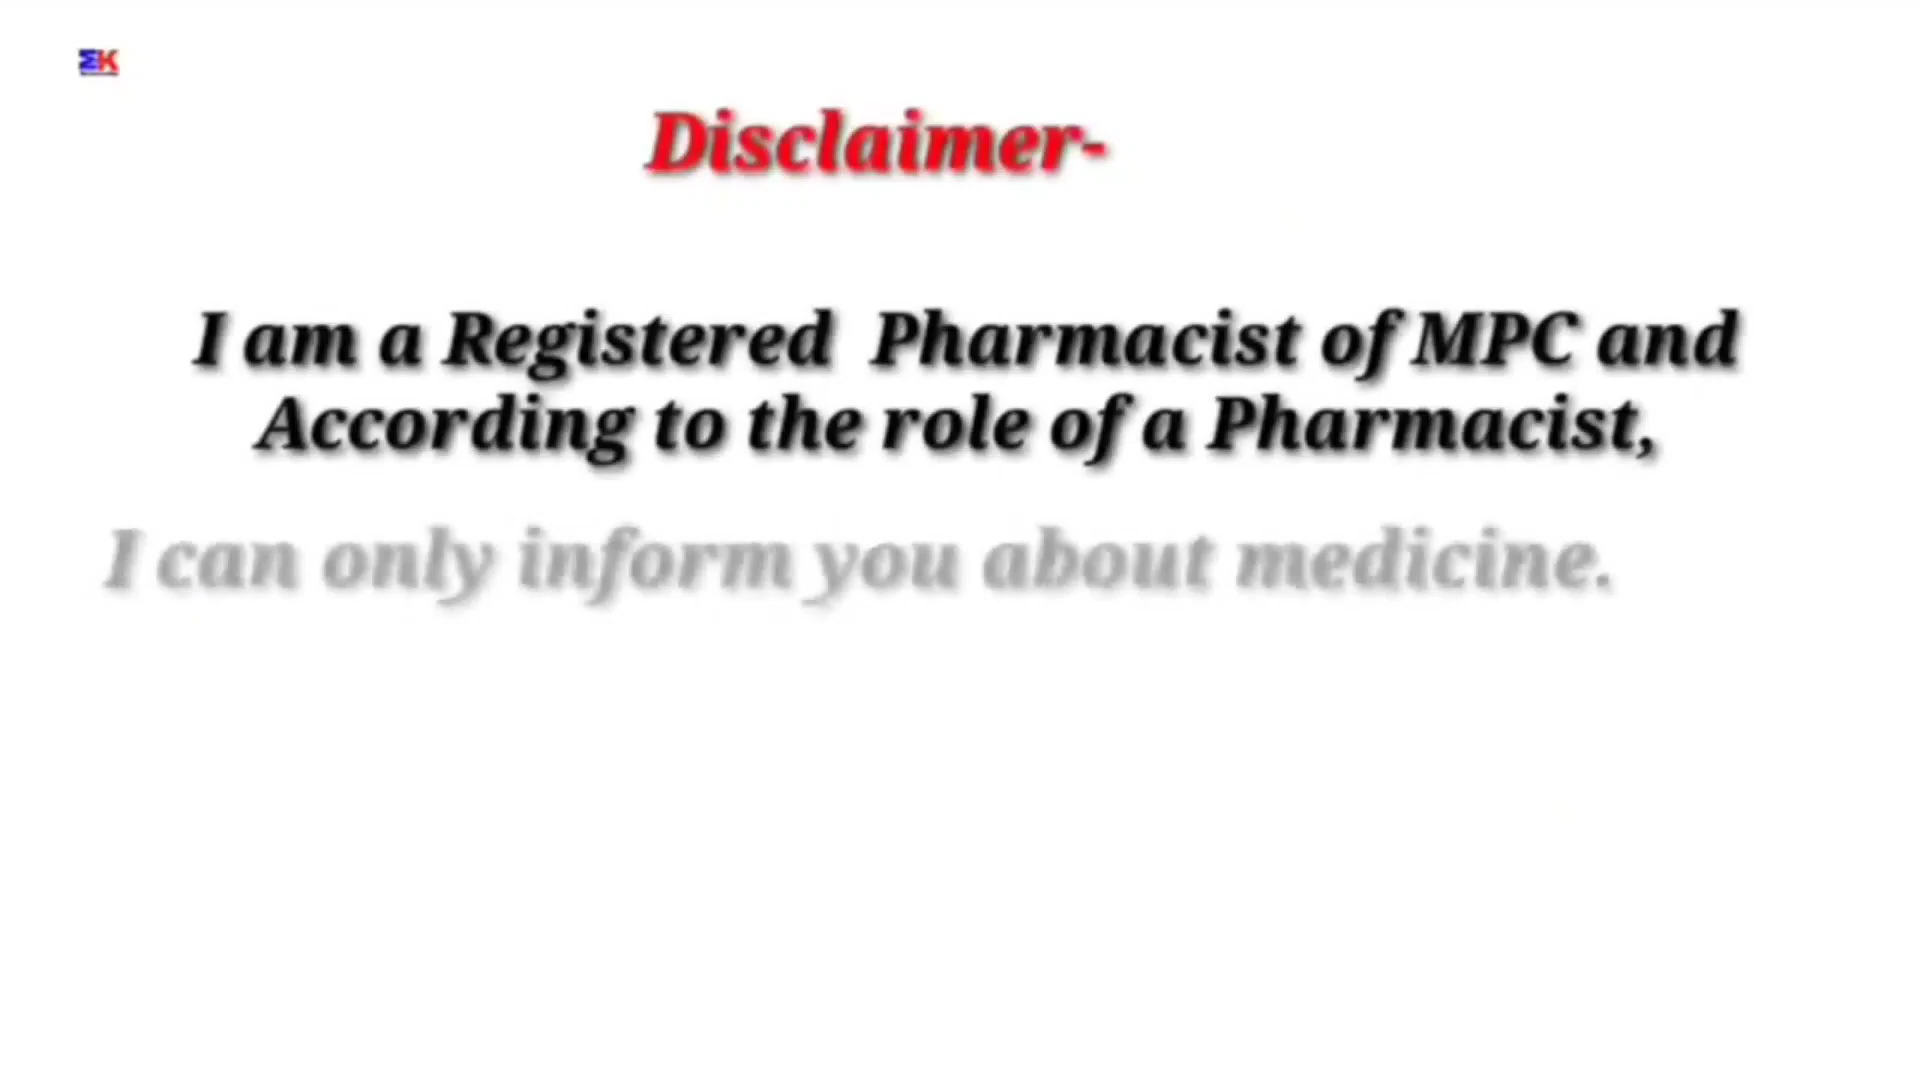 ΣK
Disclaimer-
I am a Registered Pharmacist of MPC and
According to the role of a Pharmacist,
I can only inform you about medicine.